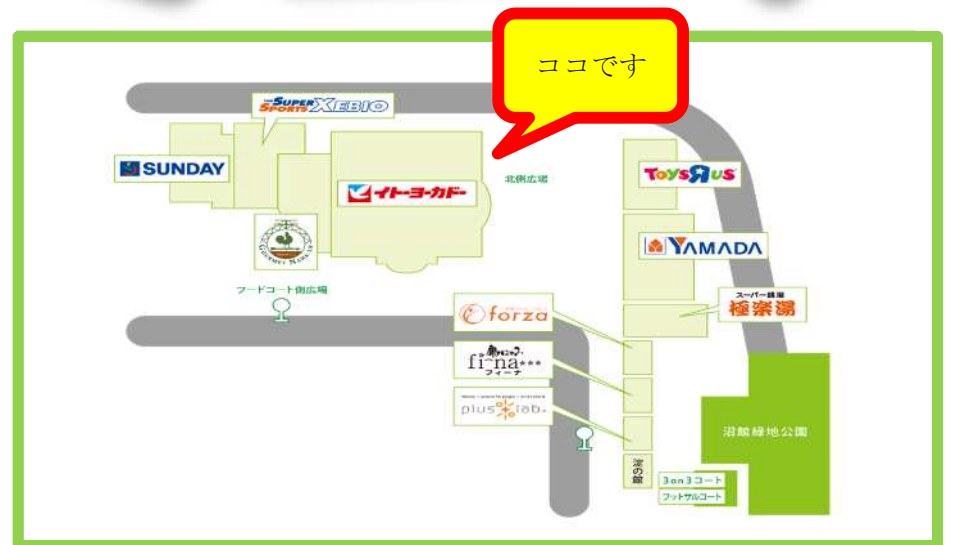 ココです
SUPER
SPORTS XEBIO
SUNDAY
イトーヨーカドー
北側広場
ToysЯus
YAMADA
GOURMET
フードコート側広場
スーパー銭湯
極楽湯
forza
fi-na
フィーナ
plus lab.
沼館緑地公園
3on3コート
フットサルコート